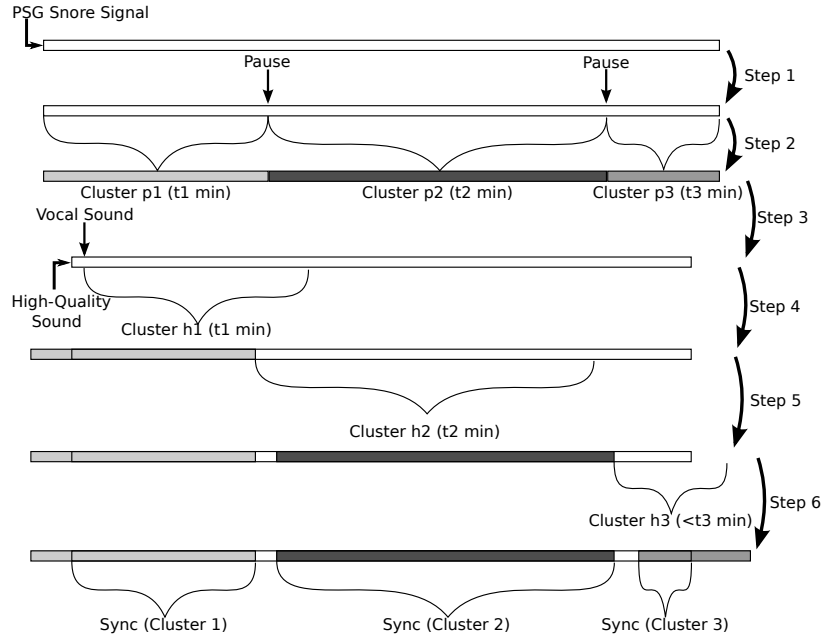 PSG Snore Signal
Pause
Pause
Step 1
Step 2
Cluster p1 (t1 min)
Cluster p2 (t2 min)
Cluster p3 (t3 min)
Vocal Sound
Step 3
High-Quality
Sound
Cluster h1 (t1 min)
Step 4
Cluster h2 (t2 min)
Step 5
Step 6
Cluster h3 (<t3 min)
Sync (Cluster 1)
Sync (Cluster 2)
Sync (Cluster 3)